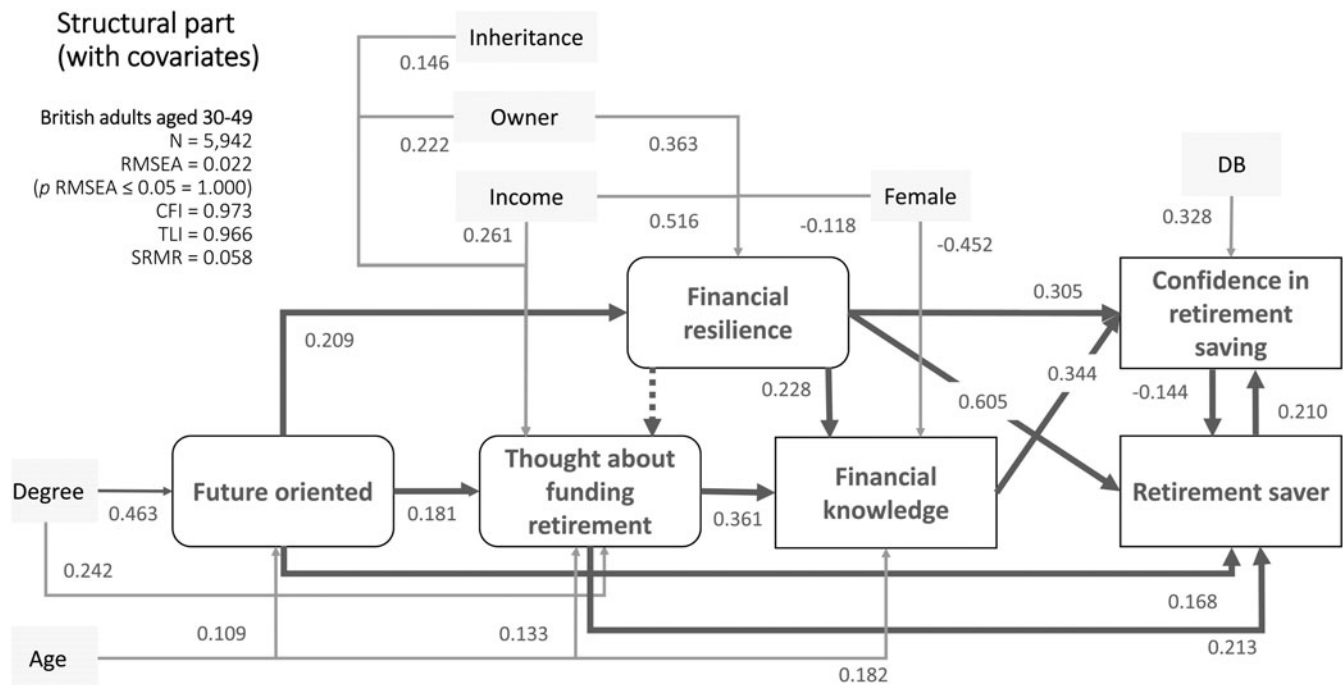 Structural part
(with covariates)
British adults aged 30-49
N = 5,942
RMSEA = 0.022
(p RMSEA ≤ 0.05 = 1.000)
CFI = 0.973
TLI = 0.966
SRMR = 0.058
Inheritance
0.146
Owner
0.222
0.363
Income
Female
DB
0.261
0.516
-0.118
-0.452
0.328
Financial
resilience
Confidence in
retirement
saving
0.305
0.209
0.228
0.344
0.605
-0.144
0.210
Degree
0.463
Future oriented
0.181
Thought about
funding
retirement
0.361
Financial
knowledge
Retirement saver
0.242
0.168
0.109
0.133
0.213
Age
0.182